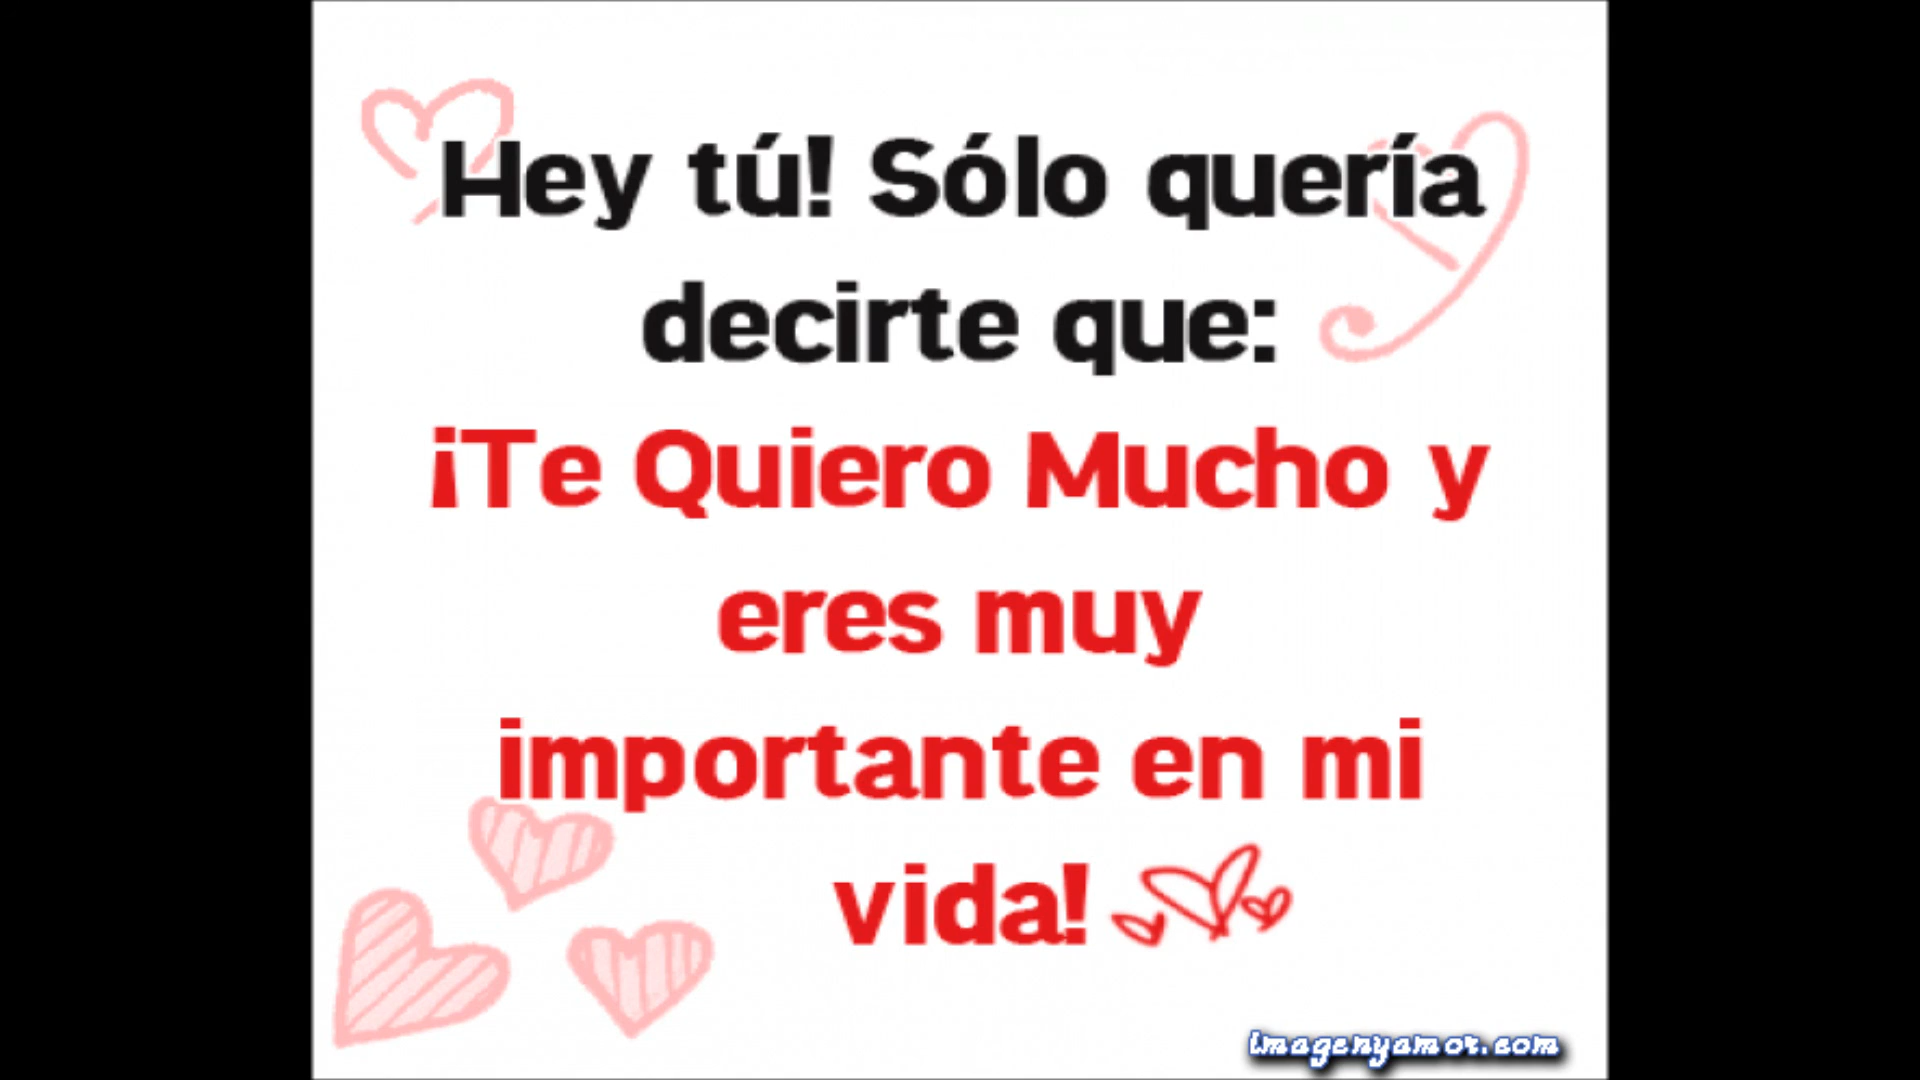 Hey tú! Sólo quería
decirte que:
¡Te Quiero Mucho y
eres muy
importante en mi
vida!
imagenyamor.com